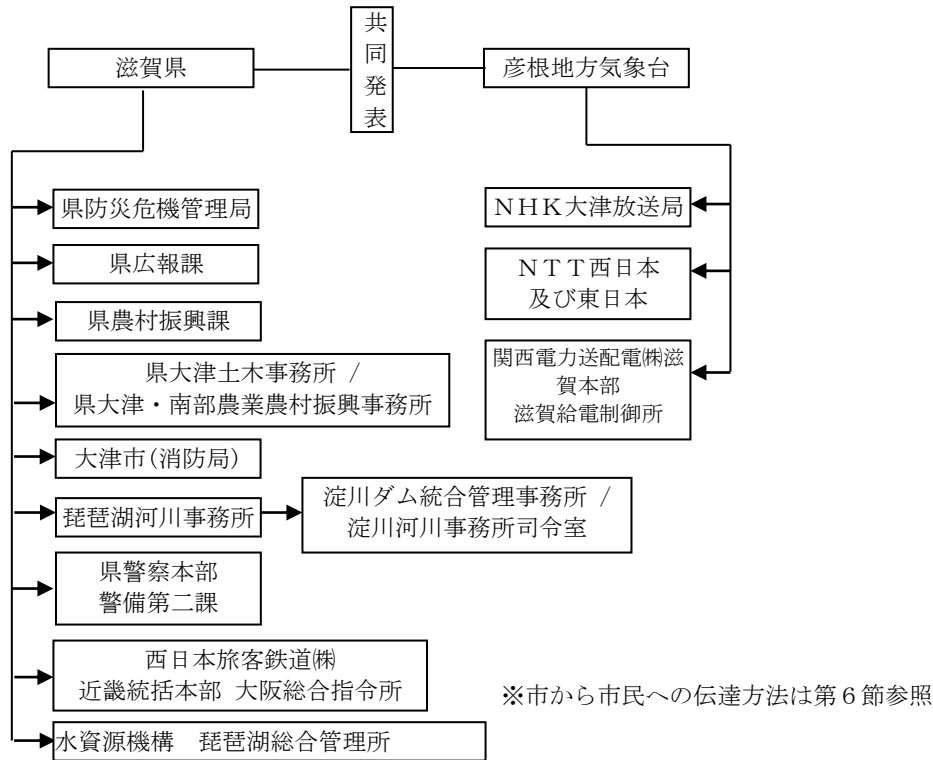 共同発表
滋賀県
彦根地方気象台
県防災危機管理局
県広報課
県農村振興課
県大津土木事務所 /
県大津・南部農業農村振興事務所
大津市(消防局)
琵琶湖河川事務所
淀川ダム統合管理事務所 /
淀川河川事務所司令室
県警察本部
警備第二課
西日本旅客鉄道㈱
近畿統括本部 大阪総合指令所
水資源機構　琵琶湖総合管理所
ＮＨＫ大津放送局
ＮＴＴ西日本
及び東日本
関西電力送配電㈱滋
賀本部
滋賀給電制御所
※市から市民への伝達方法は第６節参照